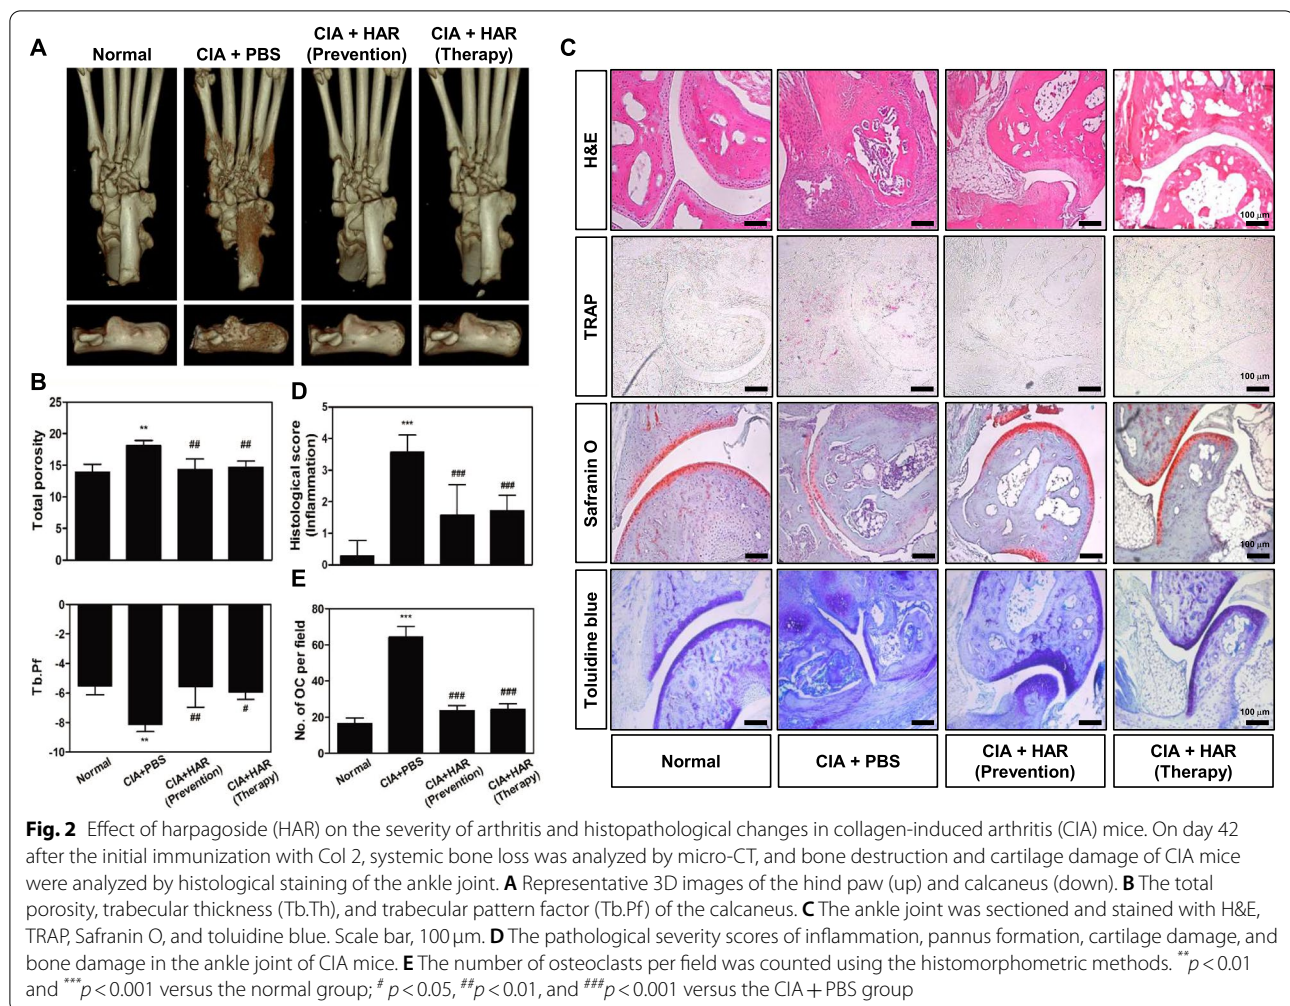 A
Normal
CIA + PBS
CIA + HAR
(Prevention)
CIA + HAR
(Therapy)
B
Total porosity
25
20
15
10
5
0
**
##
##
Tb.Pf
0
-2
-4
-6
-8
-10
**
##
#
Normal
CIA+PBS
CIA+HAR
(Prevention)
CIA+HAR
(Therapy)
D
Histological score
(Inflammation)
5
4
3
2
1
0
***
###
###
E
No. of OC per field
80
60
40
20
0
***
###
###
Normal
CIA+PBS
CIA+HAR
(Prevention)
CIA+HAR
(Therapy)
C
H&E
100 μm
TRAP
100 μm
Safranin O
100 μm
Toluidine blue
100 μm
Normal
CIA + PBS
CIA + HAR
(Prevention)
CIA + HAR
(Therapy)
Fig. 2 Effect of harpagoside (HAR) on the severity of arthritis and histopathological changes in collagen-induced arthritis (CIA) mice. On day 42
after the initial immunization with Col 2, systemic bone loss was analyzed by micro-CT, and bone destruction and cartilage damage of CIA mice
were analyzed by histological staining of the ankle joint. A Representative 3D images of the hind paw (up) and calcaneus (down). B The total
porosity, trabecular thickness (Tb.Th), and trabecular pattern factor (Tb.Pf) of the calcaneus. C The ankle joint was sectioned and stained with H&E,
TRAP, Safranin O, and toluidine blue. Scale bar, 100 μm. D The pathological severity scores of inflammation, pannus formation, cartilage damage, and
bone damage in the ankle joint of CIA mice. E The number of osteoclasts per field was counted using the histomorphometric methods. **p < 0.01
and ***p < 0.001 versus the normal group; # p < 0.05, ##p < 0.01, and ###p < 0.001 versus the CIA + PBS group